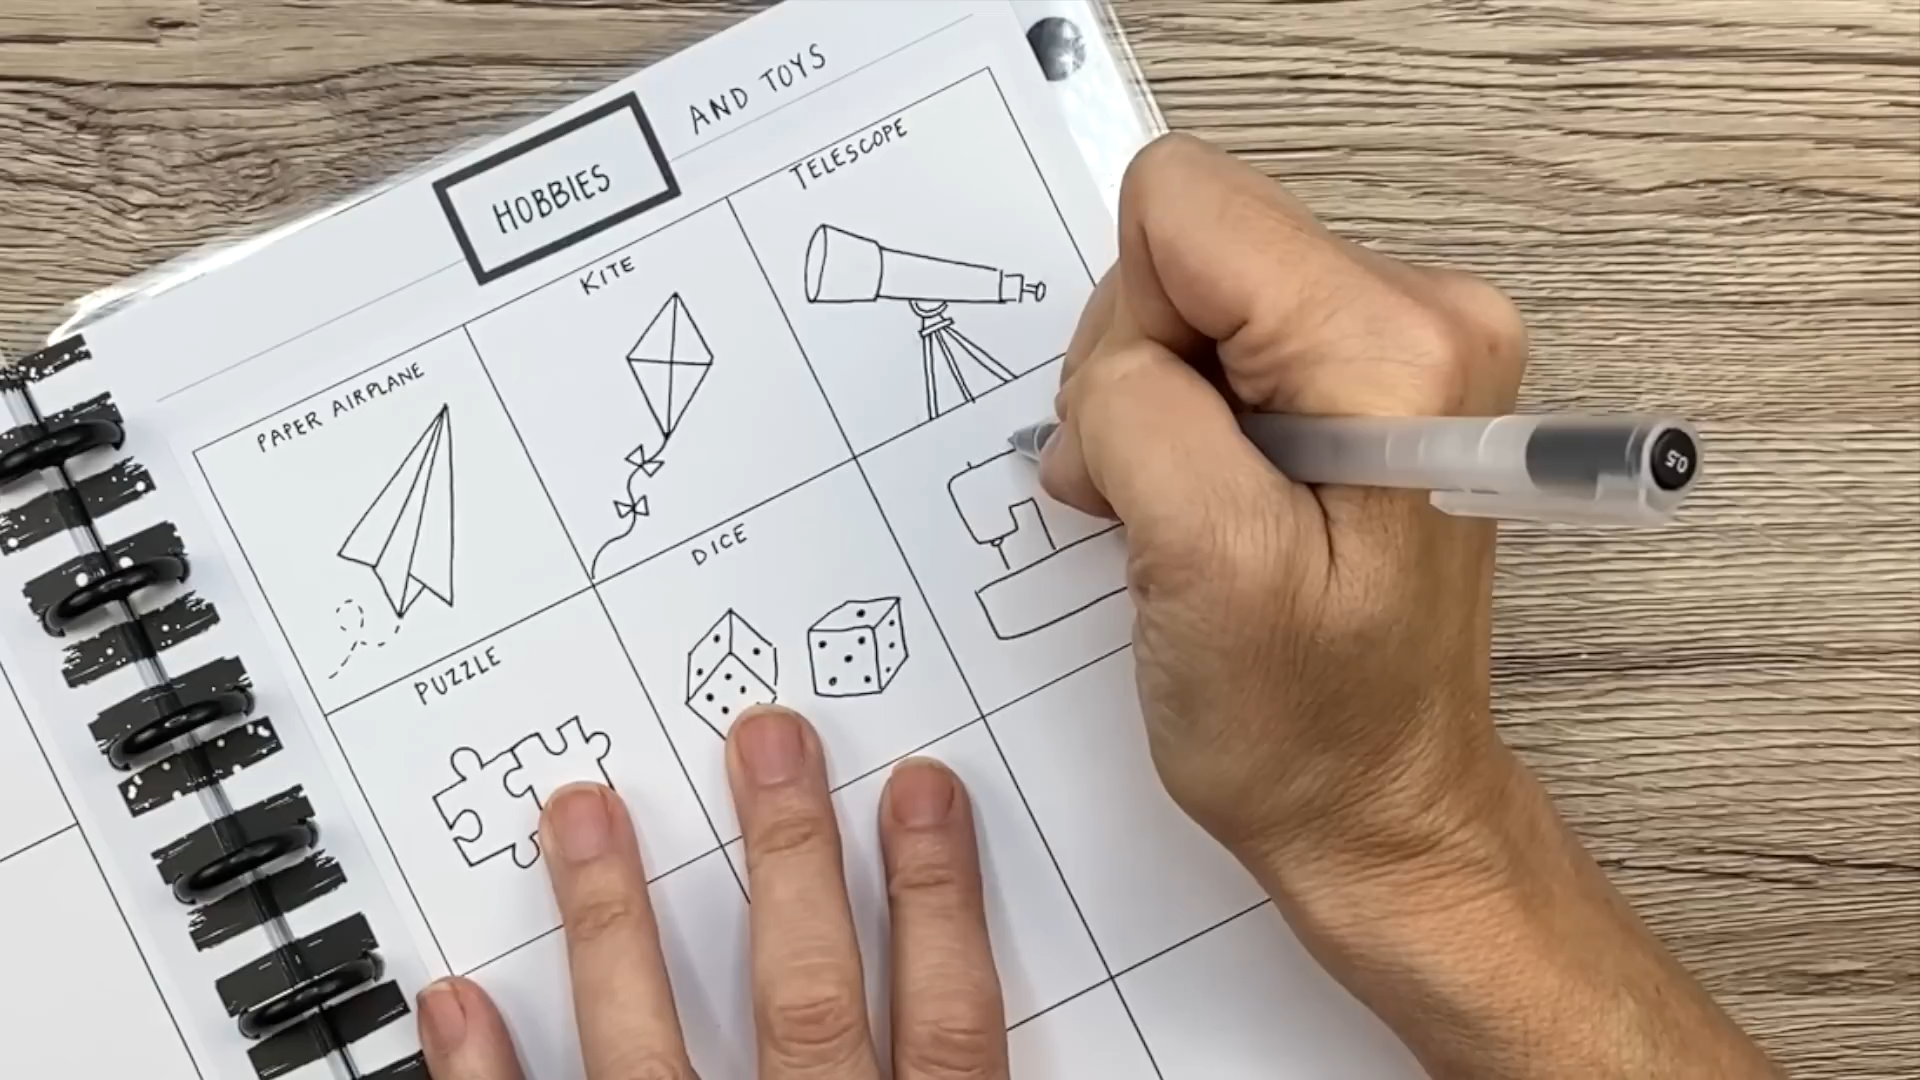 HOBBIES
AND TOYS
PAPER AIRPLANE
KITE
TELESCOPE
PUZZLE
DICE
0.5